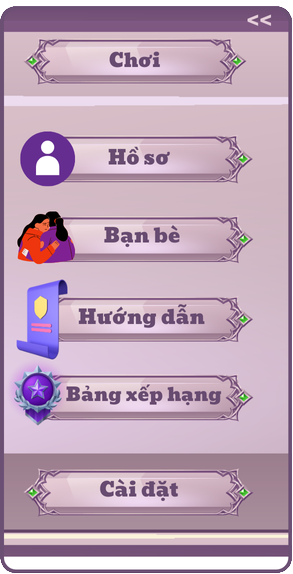 <<
Chơi
Hồ sơ
Bạn bè
Hướng dẫn
Bảng xếp hạng
Cài đặt